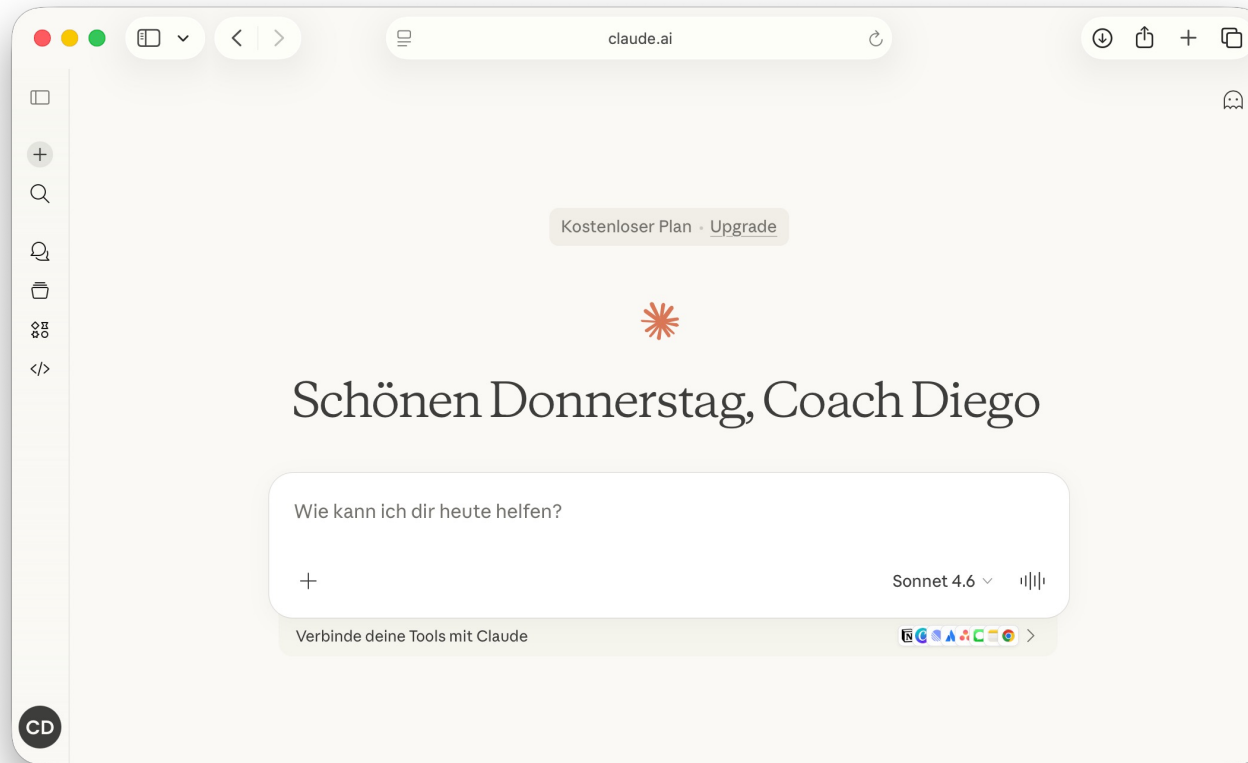 claude.ai
Kostenloser Plan • Upgrade
Schönen Donnerstag, Coach Diego
Wie kann ich dir heute helfen?
Sonnet 4.6
Verbinde deine Tools mit Claude
CD